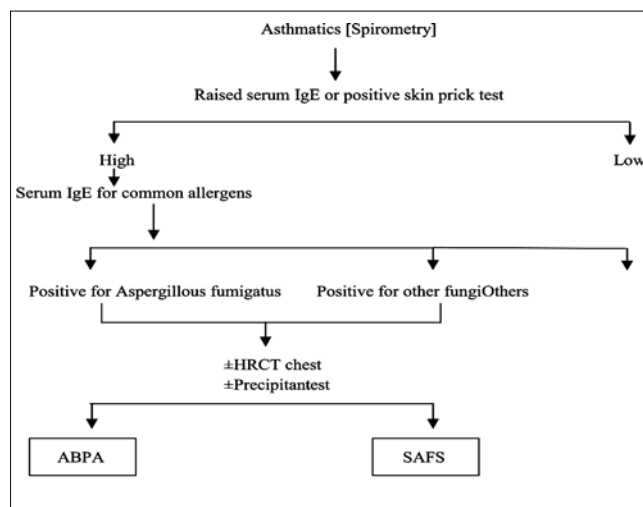 Asthmatics [Spirometry]
Raised serum IgE or positive skin prick test
High
Low
Serum IgE for common allergens
Positive for Aspergillous fumigatus
Positive for other fungiOthers
±HRCT chest
±Precipitantest
ABPA
SAFS